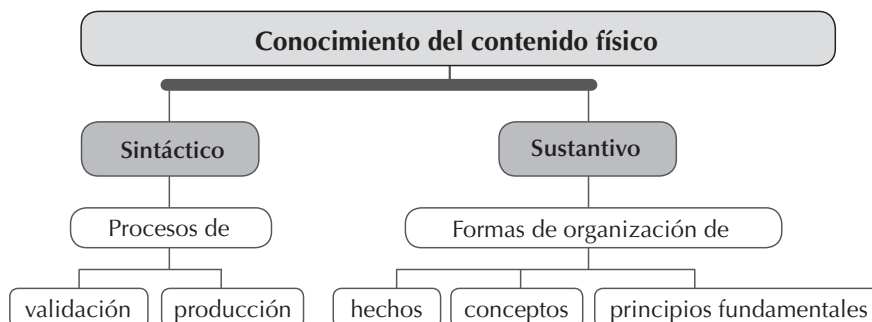 Conocimiento del contenido físico
Sintáctico
Sustantivo
Procesos de
Formas de organización de
validación
producción
hechos
conceptos
principios fundamentales